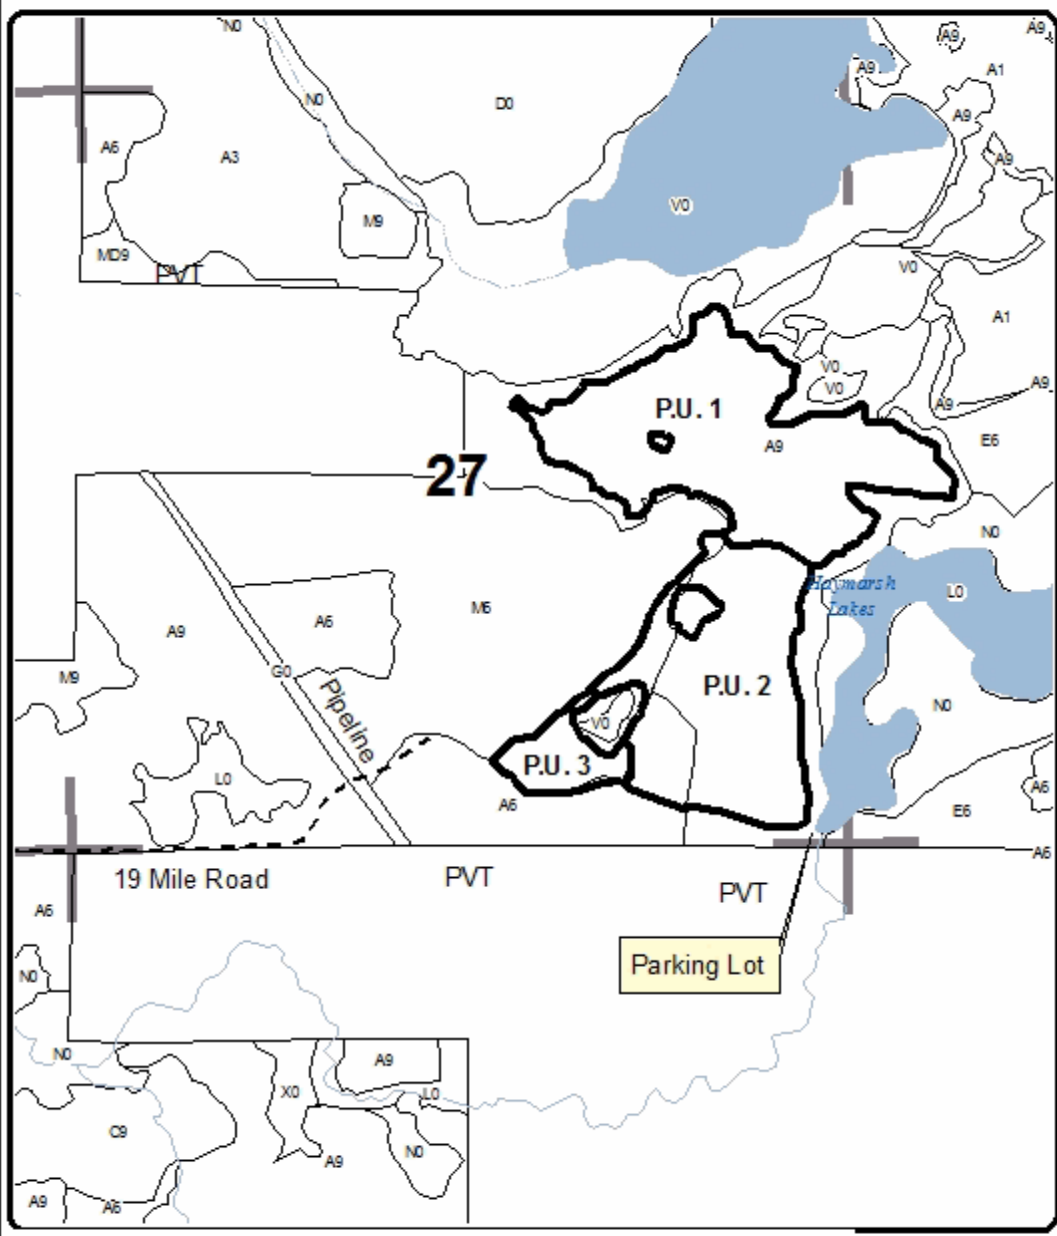 N0
A9
A9
A1
N0
D0
A9
A6
A3
A9
V0
M9
MD9
PVT
V0
A1
V0
V0
A9
A9
P.U. 1
A9
E6
27
N0
Haymarsh
Lakes
L0
M6
A6
A9
G0
M9
P.U. 2
N0
Pipeline
V0
P.U. 3
L0
A6
A6
E6
A6
19 Mile Road
PVT
PVT
A6
Parking Lot
N0
N0
A9
X0
L0
C9
N0
A9
A9
A6